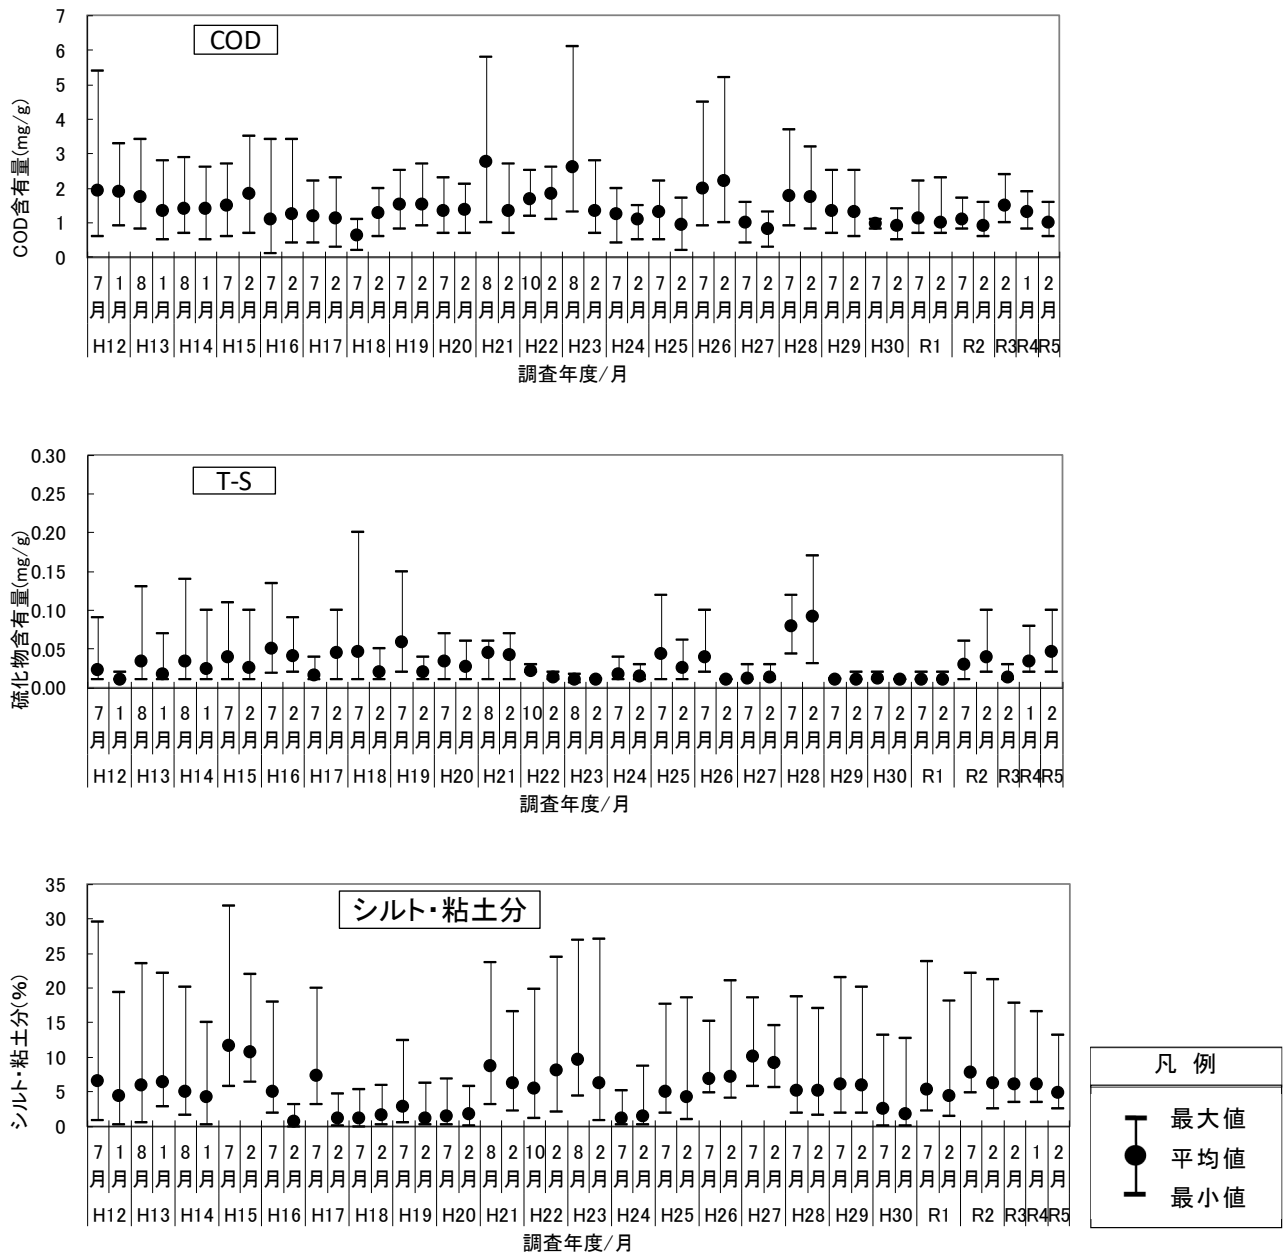 COD
COD含有量(mg/g)
7
6
5
4
3
2
1
0
7月 1月 8月 1月 8月 1月 7月 2月 7月 2月 7月 2月 7月 2月 7月 2月 7月 2月 8月 2月 10月 2月 8月 2月 7月 2月 7月 2月 7月 2月 7月 2月 7月 2月 7月 2月 7月 2月 7月 2月 7月 2月 2月 1月 2月
H12 H13 H14 H15 H16 H17 H18 H19 H20 H21 H22 H23 H24 H25 H26 H27 H28 H29 H30 R1 R2 R3 R4 R5
調査年度/月
T-S
硫化物含有量(mg/g)
0.30
0.25
0.20
0.15
0.10
0.05
0.00
7月 1月 8月 1月 8月 1月 7月 2月 7月 2月 7月 2月 7月 2月 7月 2月 7月 2月 8月 2月 10月 2月 8月 2月 7月 2月 7月 2月 7月 2月 7月 2月 7月 2月 7月 2月 7月 2月 7月 2月 7月 2月 2月 1月 2月
H12 H13 H14 H15 H16 H17 H18 H19 H20 H21 H22 H23 H24 H25 H26 H27 H28 H29 H30 R1 R2 R3 R4 R5
調査年度/月
シルト・粘土分
シルト・粘土分(%)
35
30
25
20
15
10
5
0
7月 1月 8月 1月 8月 1月 7月 2月 7月 2月 7月 2月 7月 2月 7月 2月 7月 2月 8月 2月 10月 2月 8月 2月 7月 2月 7月 2月 7月 2月 7月 2月 7月 2月 7月 2月 7月 2月 7月 2月 7月 2月 2月 1月 2月
H12 H13 H14 H15 H16 H17 H18 H19 H20 H21 H22 H23 H24 H25 H26 H27 H28 H29 H30 R1 R2 R3 R4 R5
調査年度/月
凡 例
最大値
平均値
最小値